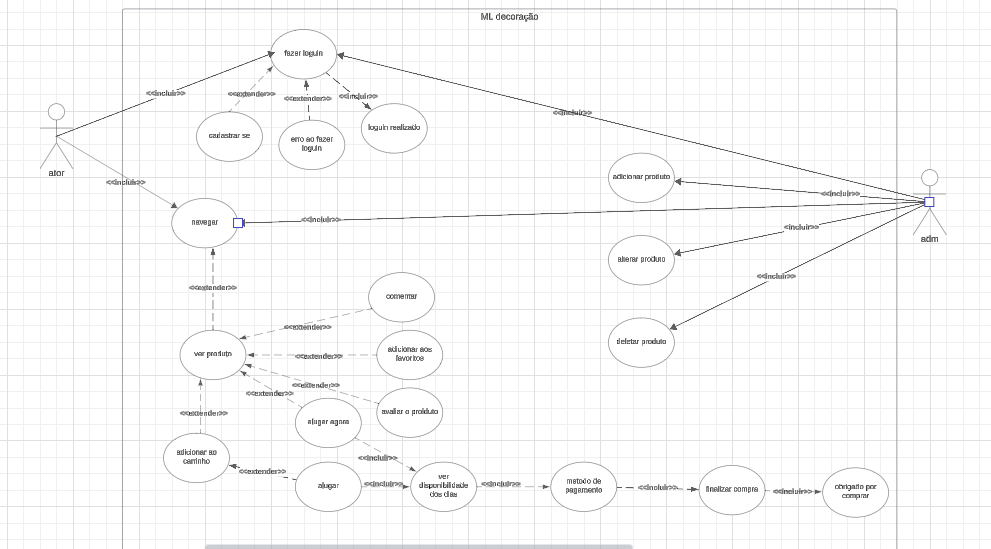 ML decoração
fazer loguin
<<incluir>>
<<extender>>
<<extender>>
<<incluir>>
<<incluir>>
cadastrar se
erro ao fazer
loguin
loguin realizado
ator
<<incluir>>
adicionar produto
<<incluir>>
adm
navegar
<<incluir>>
<<incluir>>
alterar produto
<<incluir>>
<<extender>>
comentar
<<extender>>
deletar produto
ver produto
<<extender>>
adicionar aos
favoritos
<<extender>>
<<extender>>
avaliar o produto
<<extender>>
alugar agora
adicionar ao
carrinho
<<incluir>>
<<extender>>
alugar
<<incluir>>
ver
disponibilidade
dos dias
<<incluir>>
metodo de
pagamento
<<incluir>>
finalizar compra
<<incluir>>
obrigado por
comprar